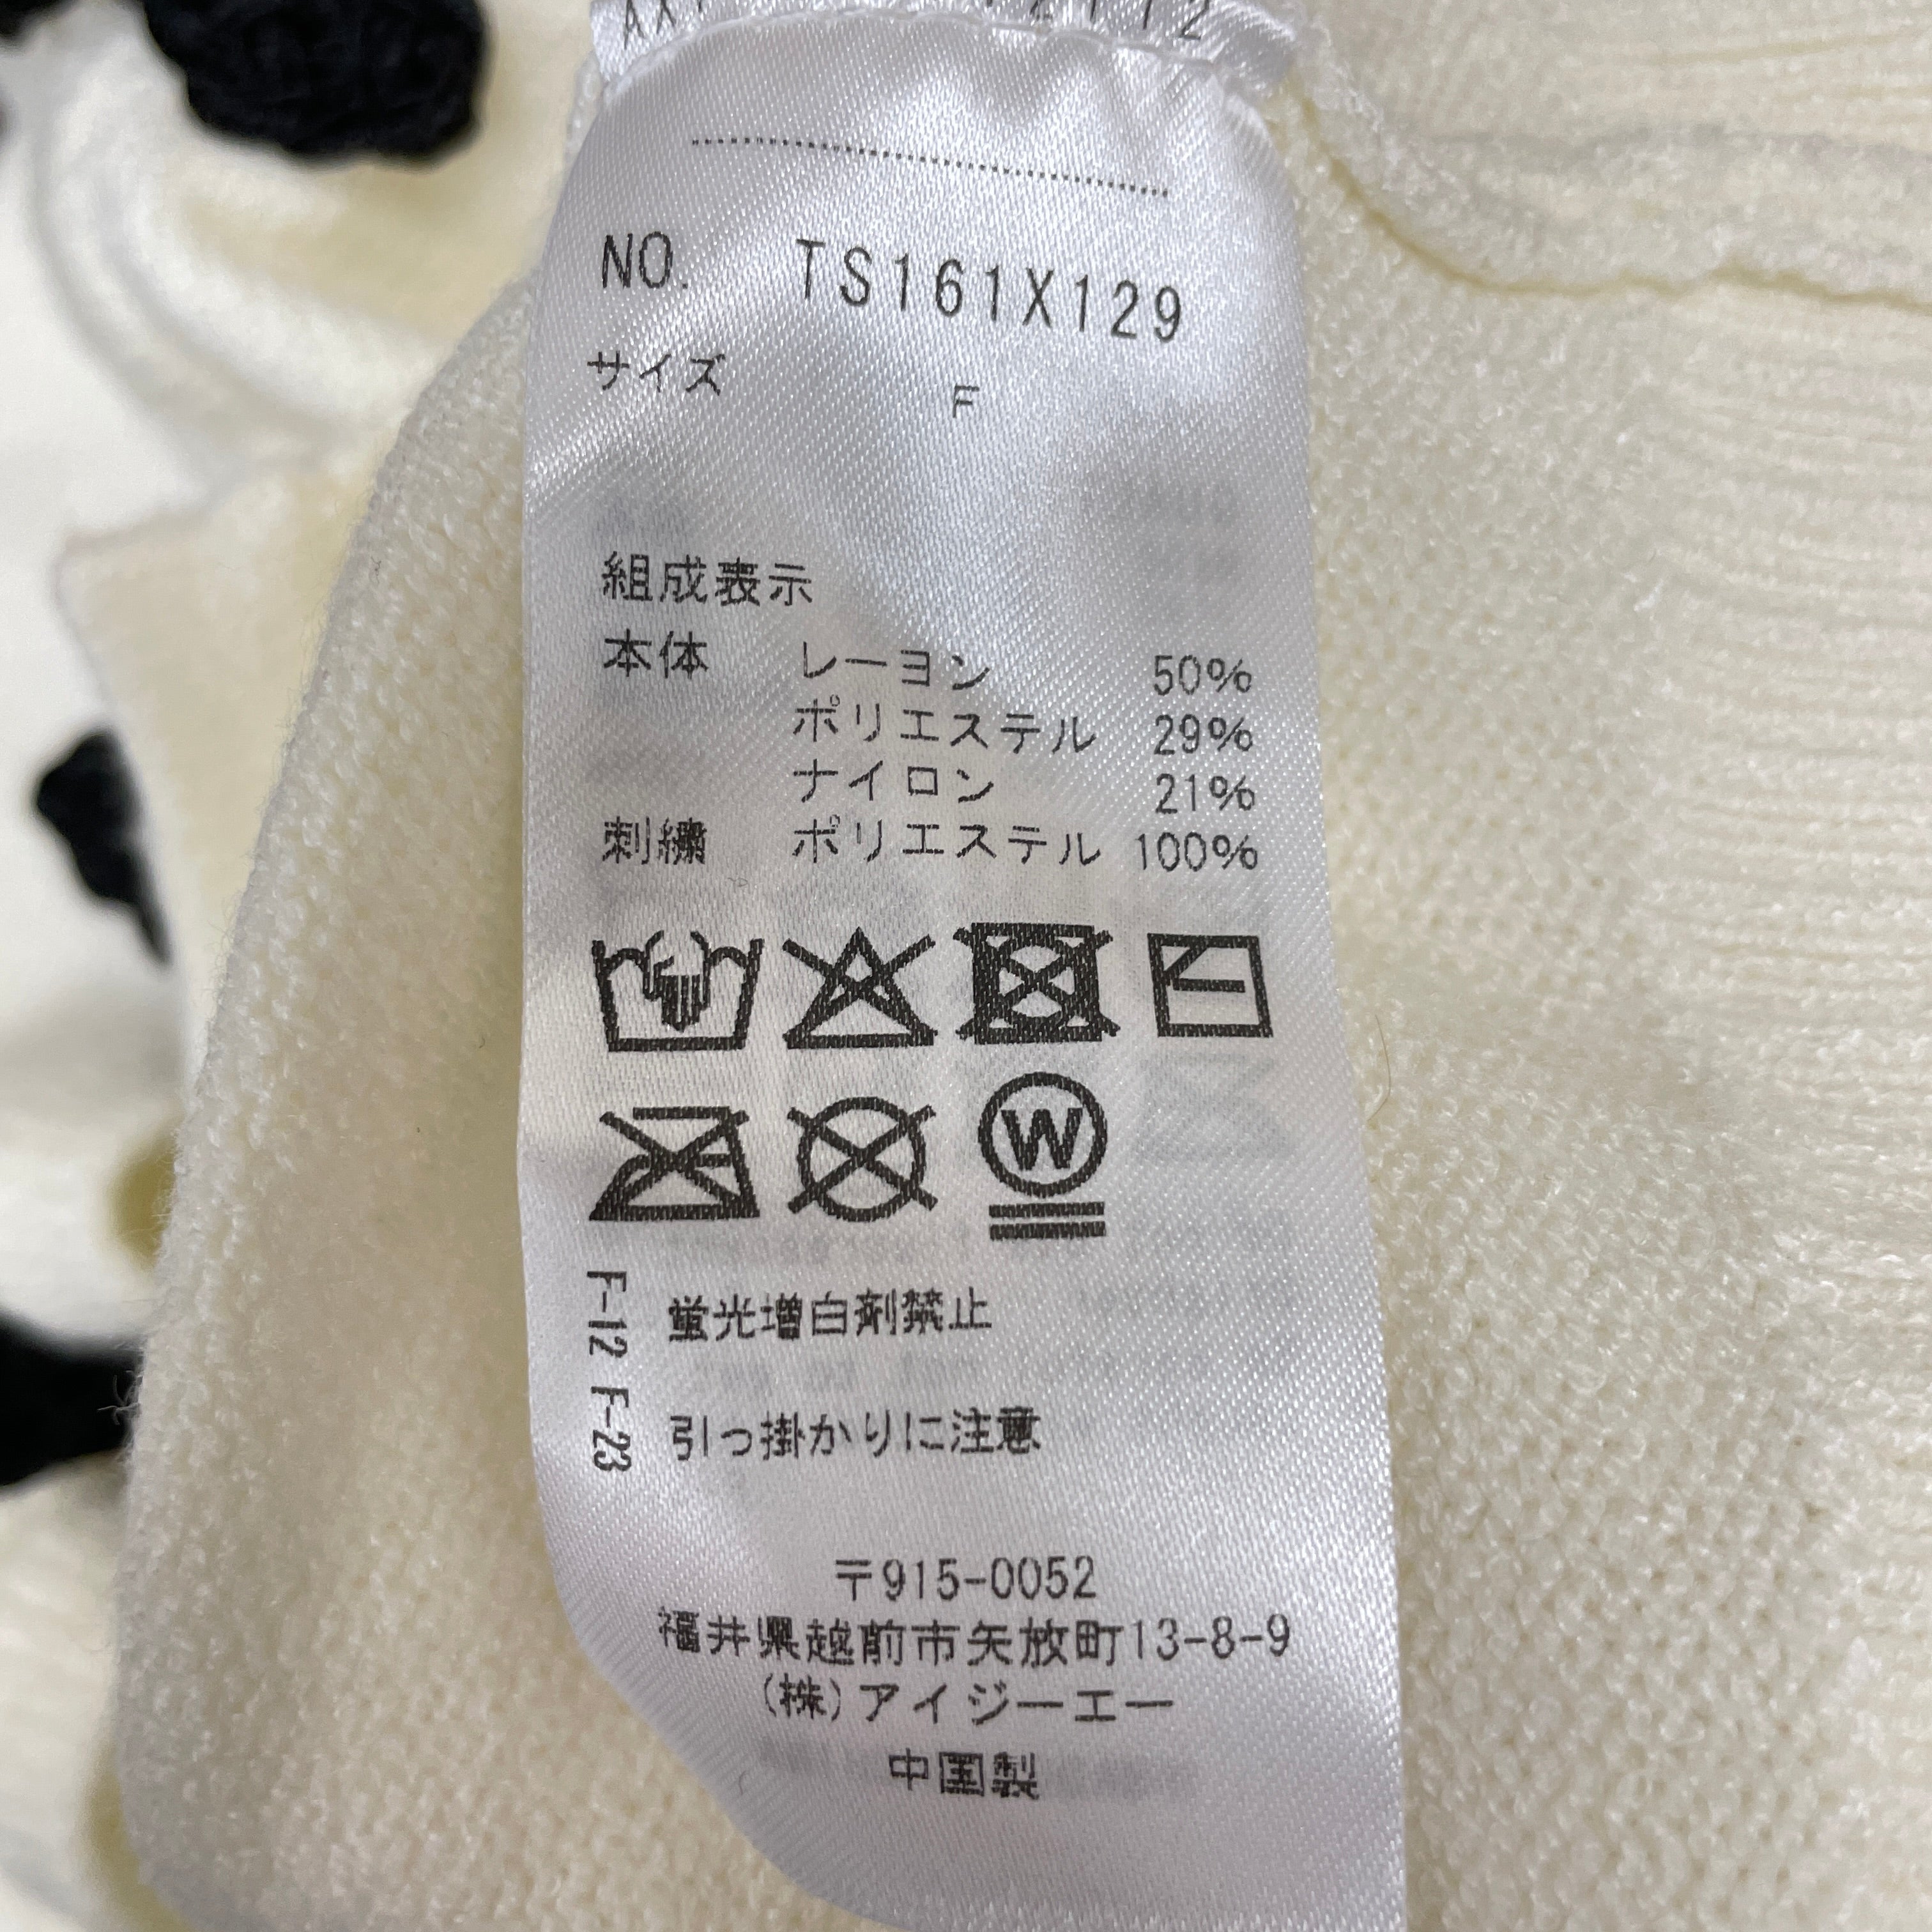 NO. TS161X129
サイズ F
組成表示
本体 レーヨン 50%
ポリエステル 29%
ナイロン 21%
刺繍 ポリエステル 100%
W
F-12 蛍光増白剤禁止
F-23 引っ掛かりに注意
〒915-0052
福井県越前市矢放町13-8-9
(株)アイジーエー
中国製